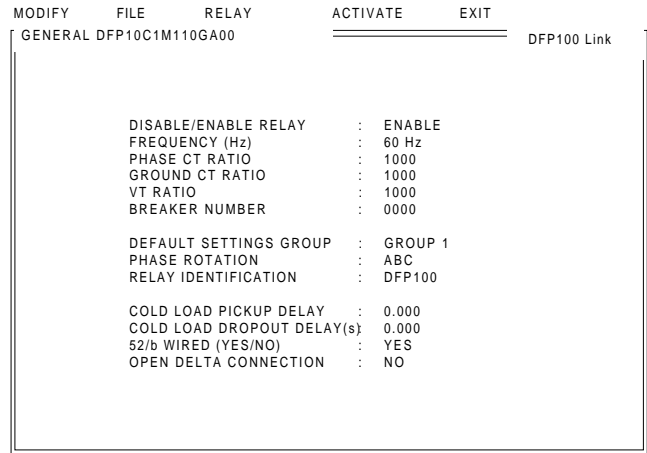 MODIFY FILE RELAY ACTIVATE EXIT
GENERAL DFP10C1M110GA00 DFP100 Link
DISABLE/ENABLE RELAY : ENABLE
FREQUENCY (Hz) : 60 Hz
PHASE CT RATIO : 1000
GROUND CT RATIO : 1000
VT RATIO : 1000
BREAKER NUMBER : 0000
DEFAULT SETTINGS GROUP : GROUP 1
PHASE ROTATION : ABC
RELAY IDENTIFICATION : DFP100
COLD LOAD PICKUP DELAY : 0.000
COLD LOAD DROPOUT DELAY(s): 0.000
52/b WIRED (YES/NO) : YES
OPEN DELTA CONNECTION : NO